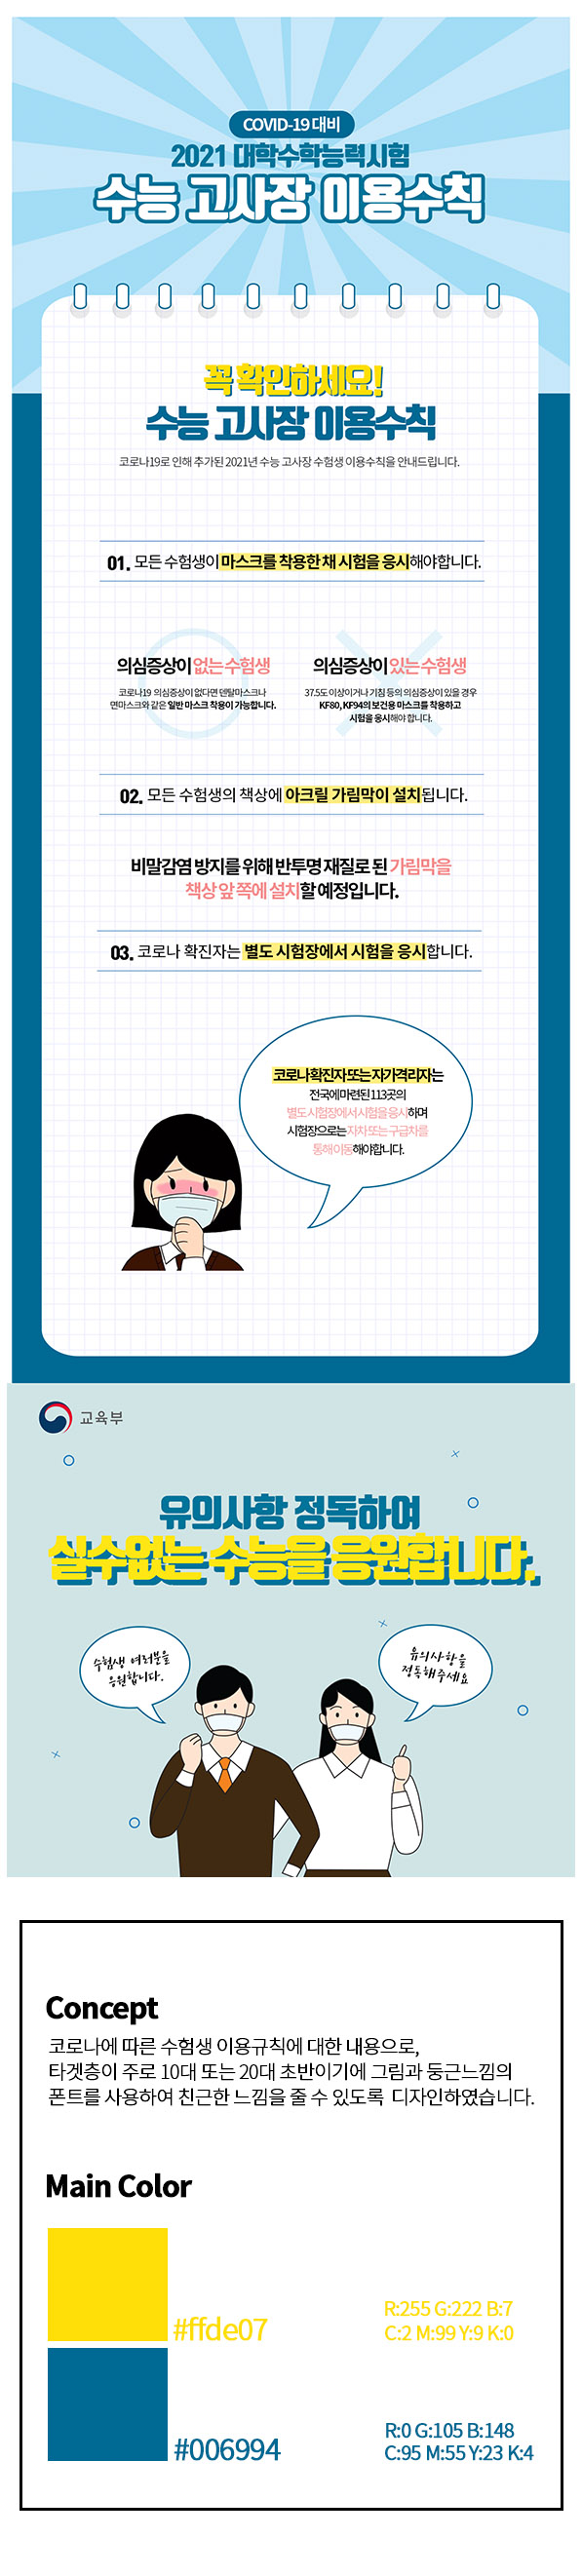 COVID-19 대비
2021 대학수학능력시험
수능 고사장 이용수칙
꼭 확인하세요!
수능 고사장 이용수칙
코로나19로 인해 추가된 2021년 수능 고사장 수험생 이용수칙을 안내드립니다.
01. 모든 수험생이 마스크를 착용한 채 시험을 응시해야합니다.
의심증상이 없는 수험생
코로나19 의심증상이 없다면 덴탈마스크나
면마스크와 같은 일반 마스크 착용이 가능합니다.
의심증상이 있는 수험생
37.5도 이상이거나 기침 등의 의심증상이 있을 경우
KF80, KF94의 보건용 마스크를 착용하고
시험을 응시해야 합니다.
02. 모든 수험생의 책상에 아크릴 가림막이 설치됩니다.
비말감염 방지를 위해 반투명 재질로 된 가림막을
책상 앞 쪽에 설치할 예정입니다.
03. 코로나 확진자는 별도 시험장에서 시험을 응시합니다.
코로나 확진자 또는 자가격리자는
전국에 마련된 113곳의
별도 시험장에서 시험을 응시하며
시험장으로는 자차 또는 구급차를
통해 이동해야합니다.
교육부
유의사항 정독하여
실수없는 수능을 응원합니다.
수험생 여러분을
응원합니다.
유의사항을
정독해주세요
Concept
코로나에 따른 수험생 이용규칙에 대한 내용으로,
타겟층이 주로 10대 또는 20대 초반이기에 그림과 둥근느낌의
폰트를 사용하여 친근한 느낌을 줄 수 있도록 디자인하였습니다.
Main Color
#ffde07
R:255 G:222 B:7
C:2 M:99 Y:9 K:0
#006994
R:0 G:105 B:148
C:95 M:55 Y:23 K:4